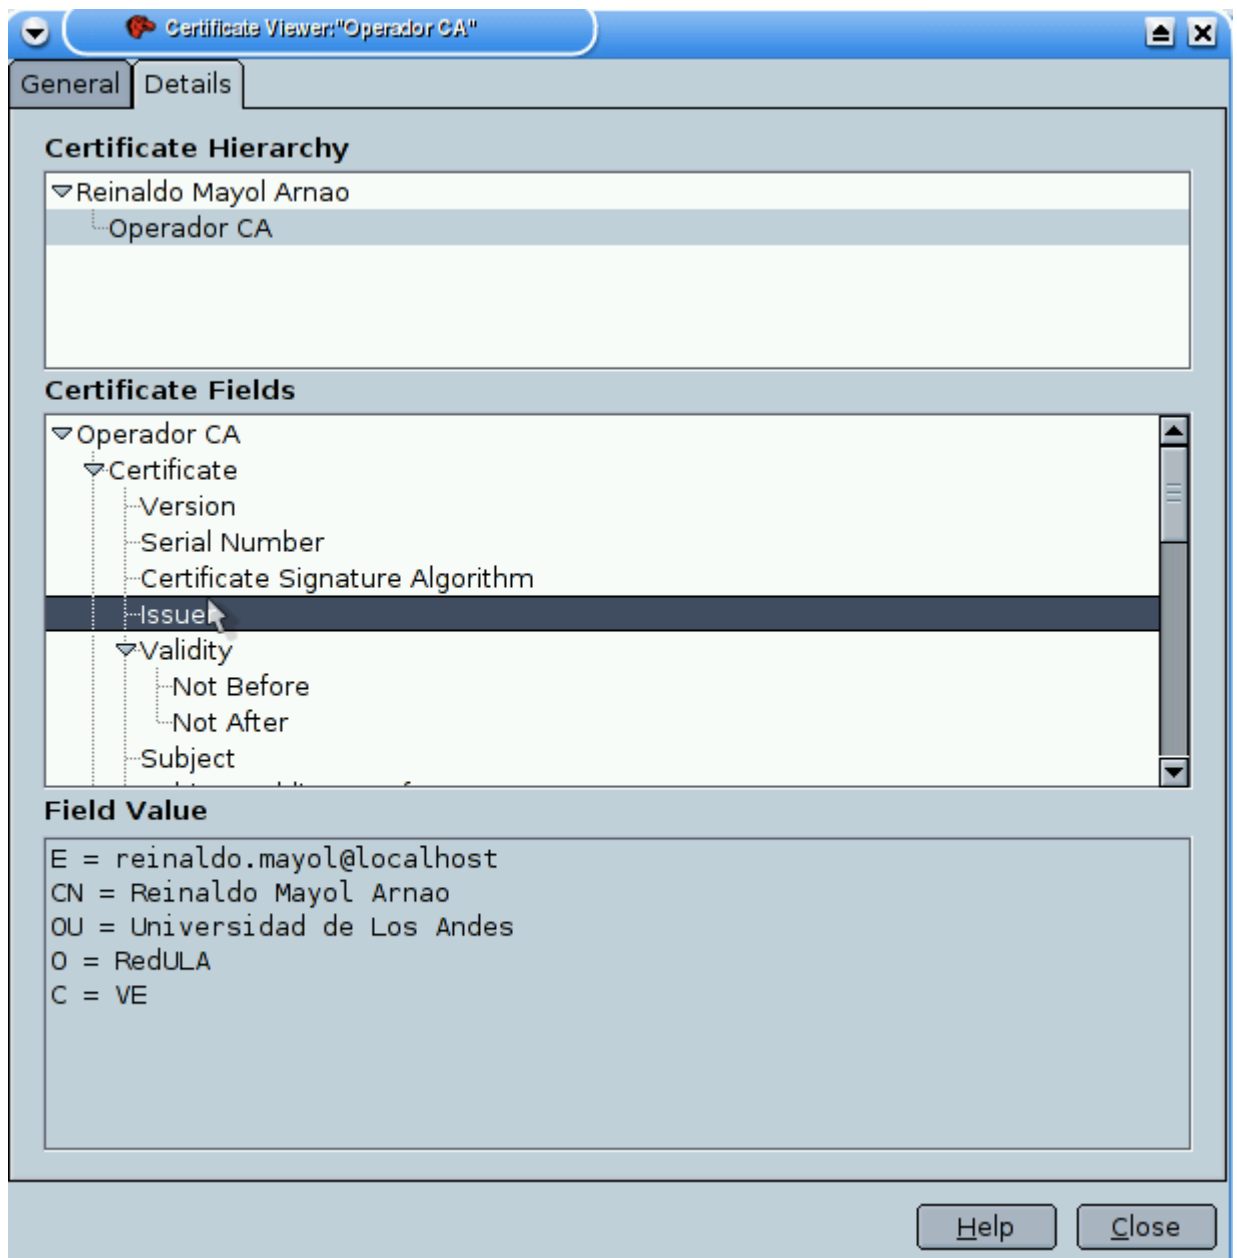 Certificate Viewer:"Operador CA"
General Details
Certificate Hierarchy
Reinaldo Mayol Arnao
Operador CA
Certificate Fields
Operador CA
Certificate
Version
Serial Number
Certificate Signature Algorithm
Issuer
Validity
Not Before
Not After
Subject
Field Value
E = reinaldo.mayol@localhost
CN = Reinaldo Mayol Arnao
OU = Universidad de Los Andes
O = RedULA
C = VE
Help Close